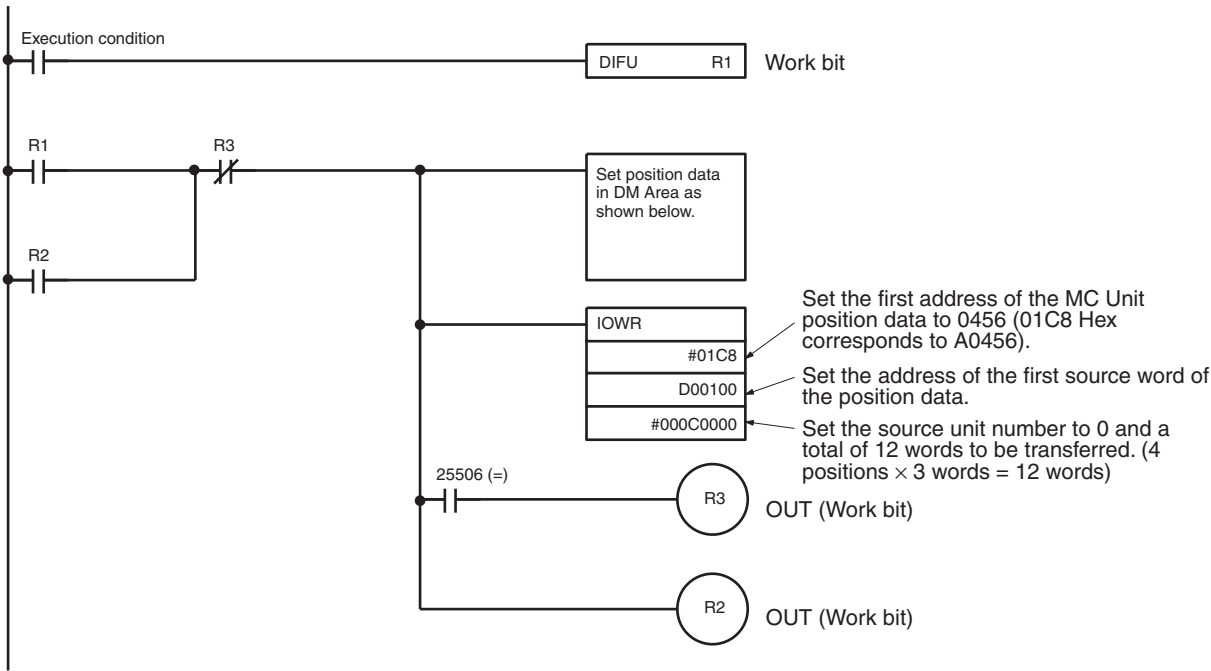 Execution condition
DIFU R1 Work bit
R1 R3
Set position data
in DM Area as
shown below.
R2
IOWR
#01C8
D00100
#000C0000
Set the first address of the MC Unit
position data to 0456 (01C8 Hex
corresponds to A0456).
Set the address of the first source word of
the position data.
Set the source unit number to 0 and a
total of 12 words to be transferred. (4
positions × 3 words = 12 words)
25506 (=)
R3
OUT (Work bit)
R2
OUT (Work bit)